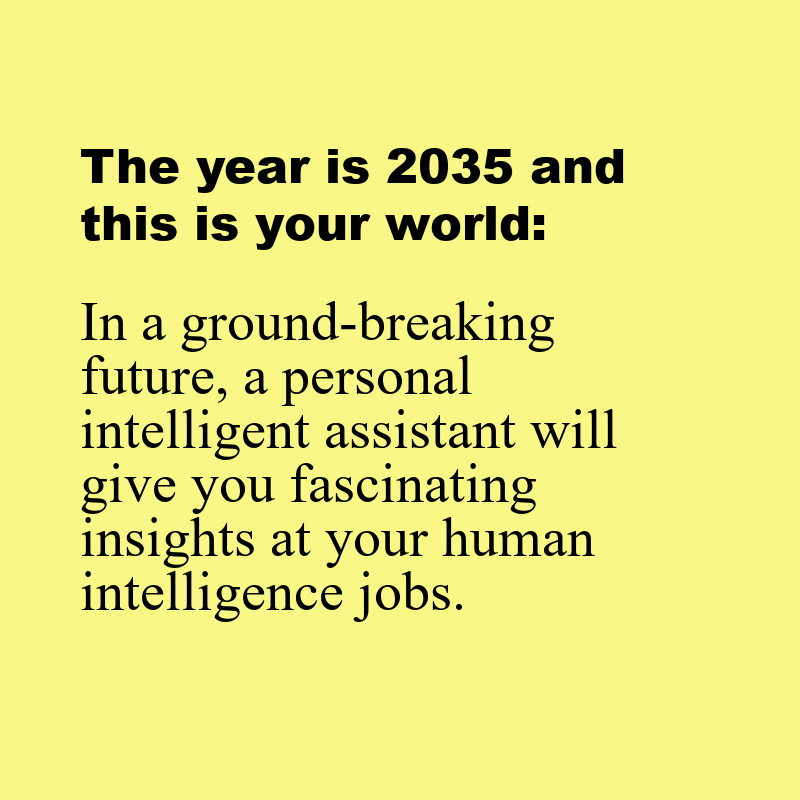 The year is 2035 and
this is your world:
In a ground-breaking
future, a personal
intelligent assistant will
give you fascinating
insights at your human
intelligence jobs.